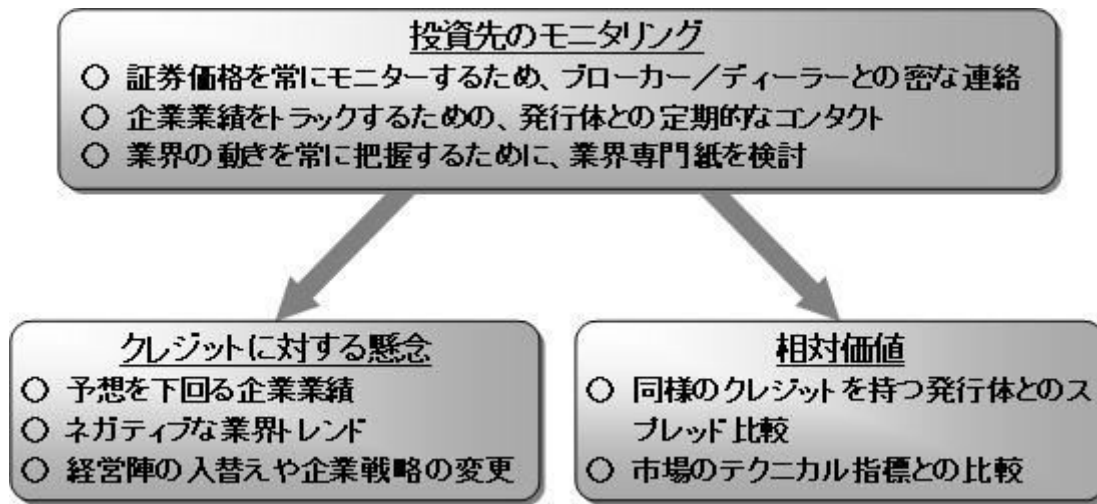 投資先のモニタリング
○ 証券価格を常にモニターするため、ブローカー／ディーラーとの密な連絡
○ 企業業績をトラックするための、発行体との定期的なコンタクト
○ 業界の動きを常に把握するために、業界専門紙を検討
クレジットに対する懸念
○ 予想を下回る企業業績
○ ネガティブな業界トレンド
○ 経営陣の入替えや企業戦略の変更
相対価値
○ 同様のクレジットを持つ発行体とのス
プレッド比較
○ 市場のテクニカル指標との比較